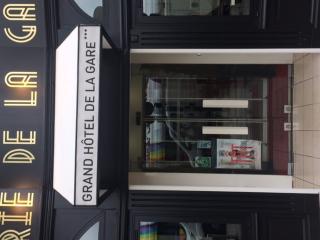 RIE DE LA GA
GRAND HÔTEL DE LA GARE***